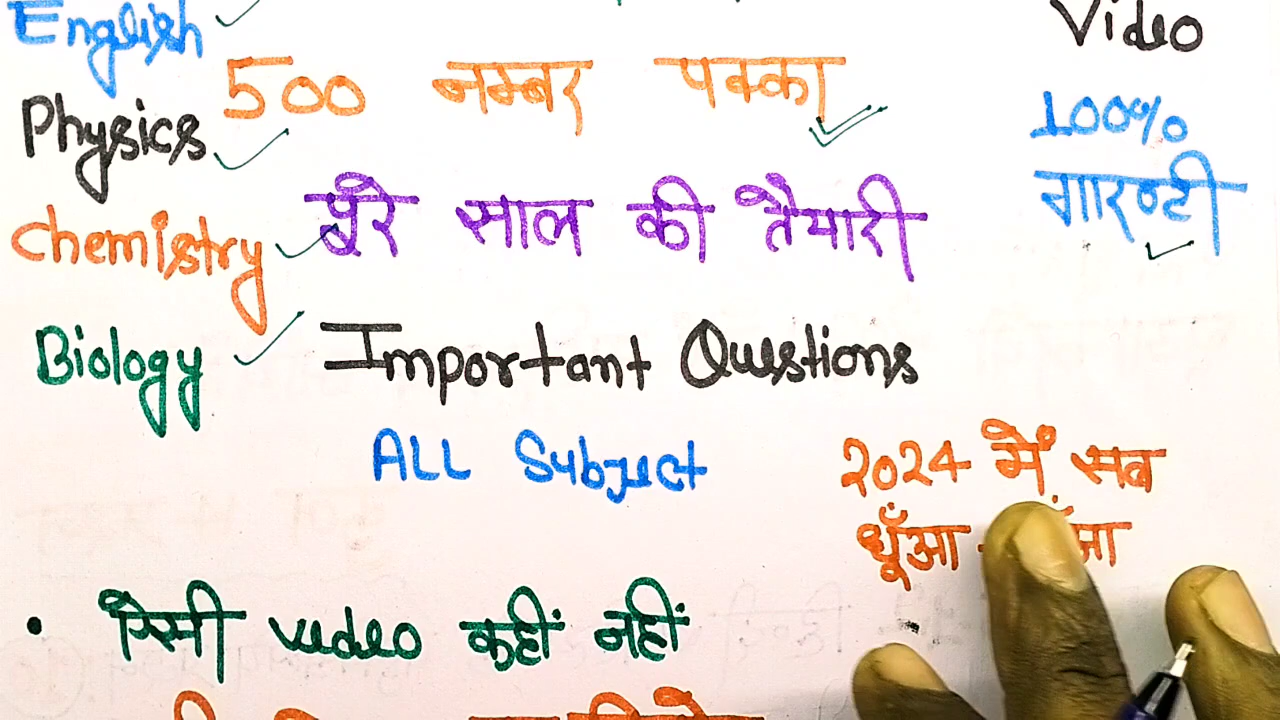 English
Video
500 नम्बर पक्का
Physics
100%
गारण्टी
पूरे साल की तैयारी
Chemistry
Important Questions
Biology
ALL Subject
2024 में सब
धूँआ
ऐसी video कहीं नहीं